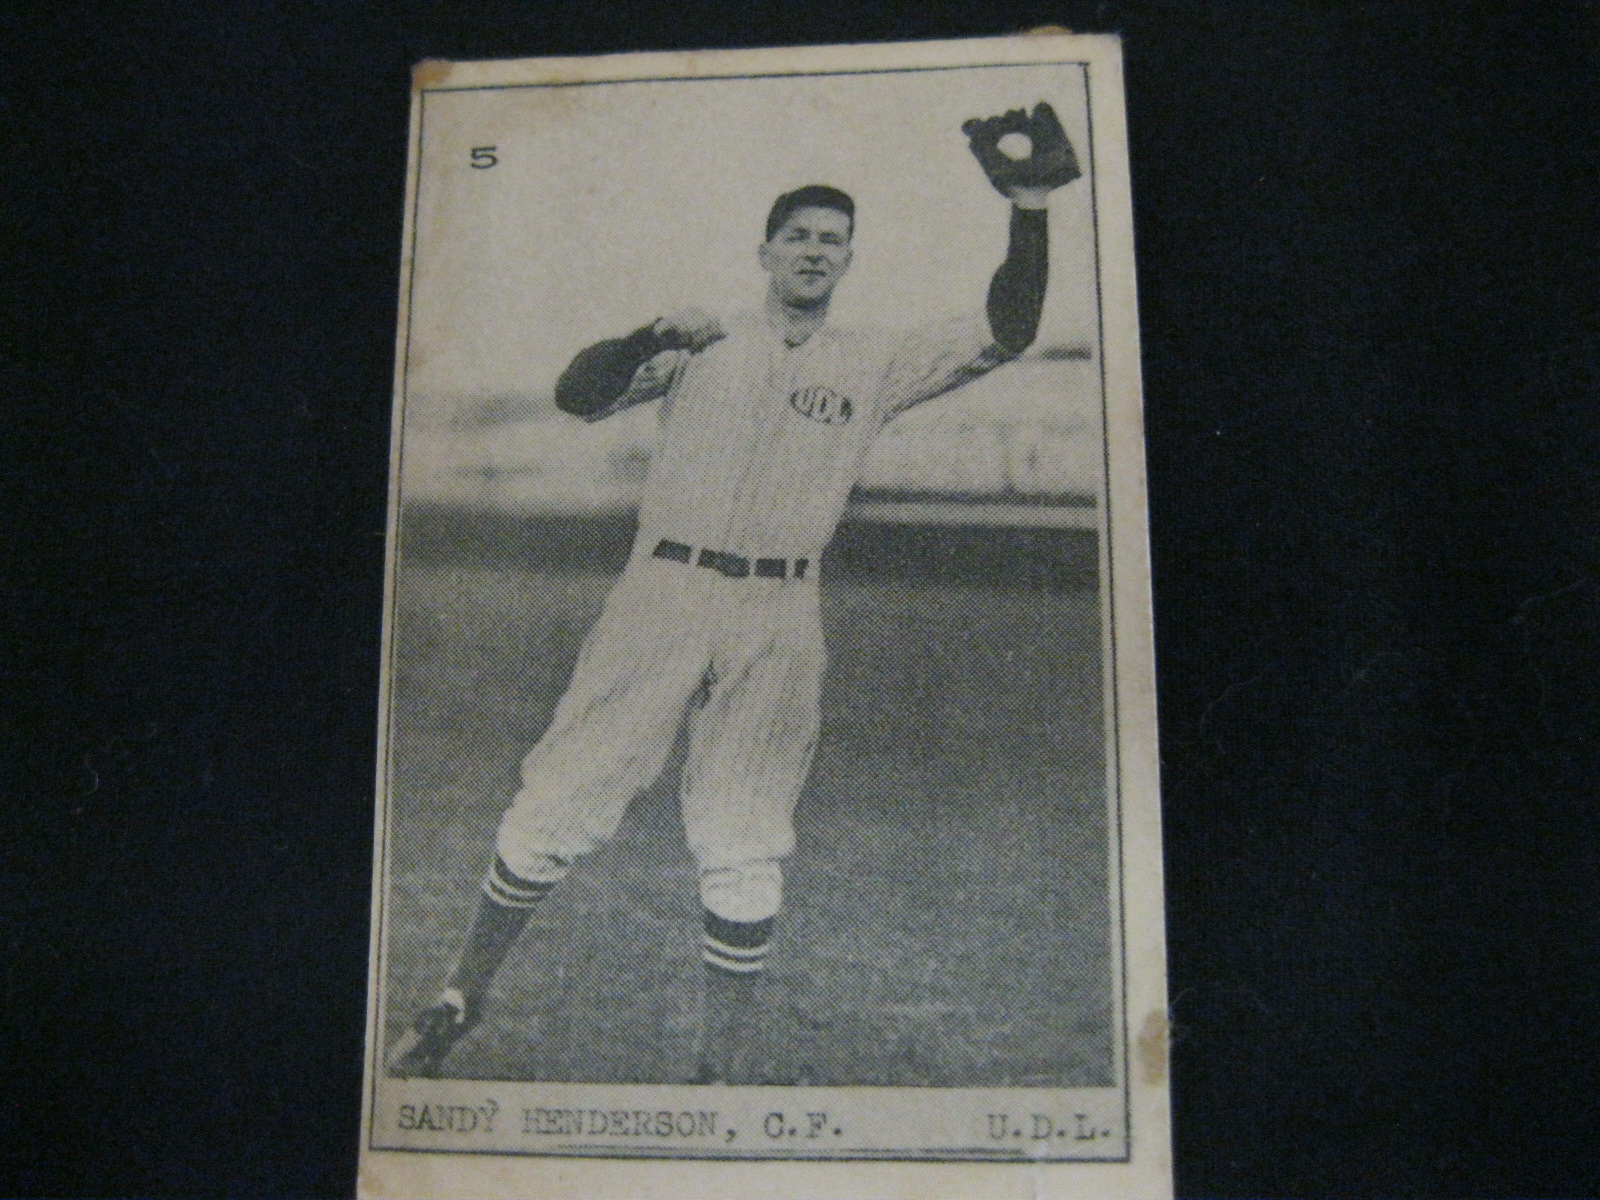 5
UDL
SANDY HENDERSON, C.F. U.D.L.